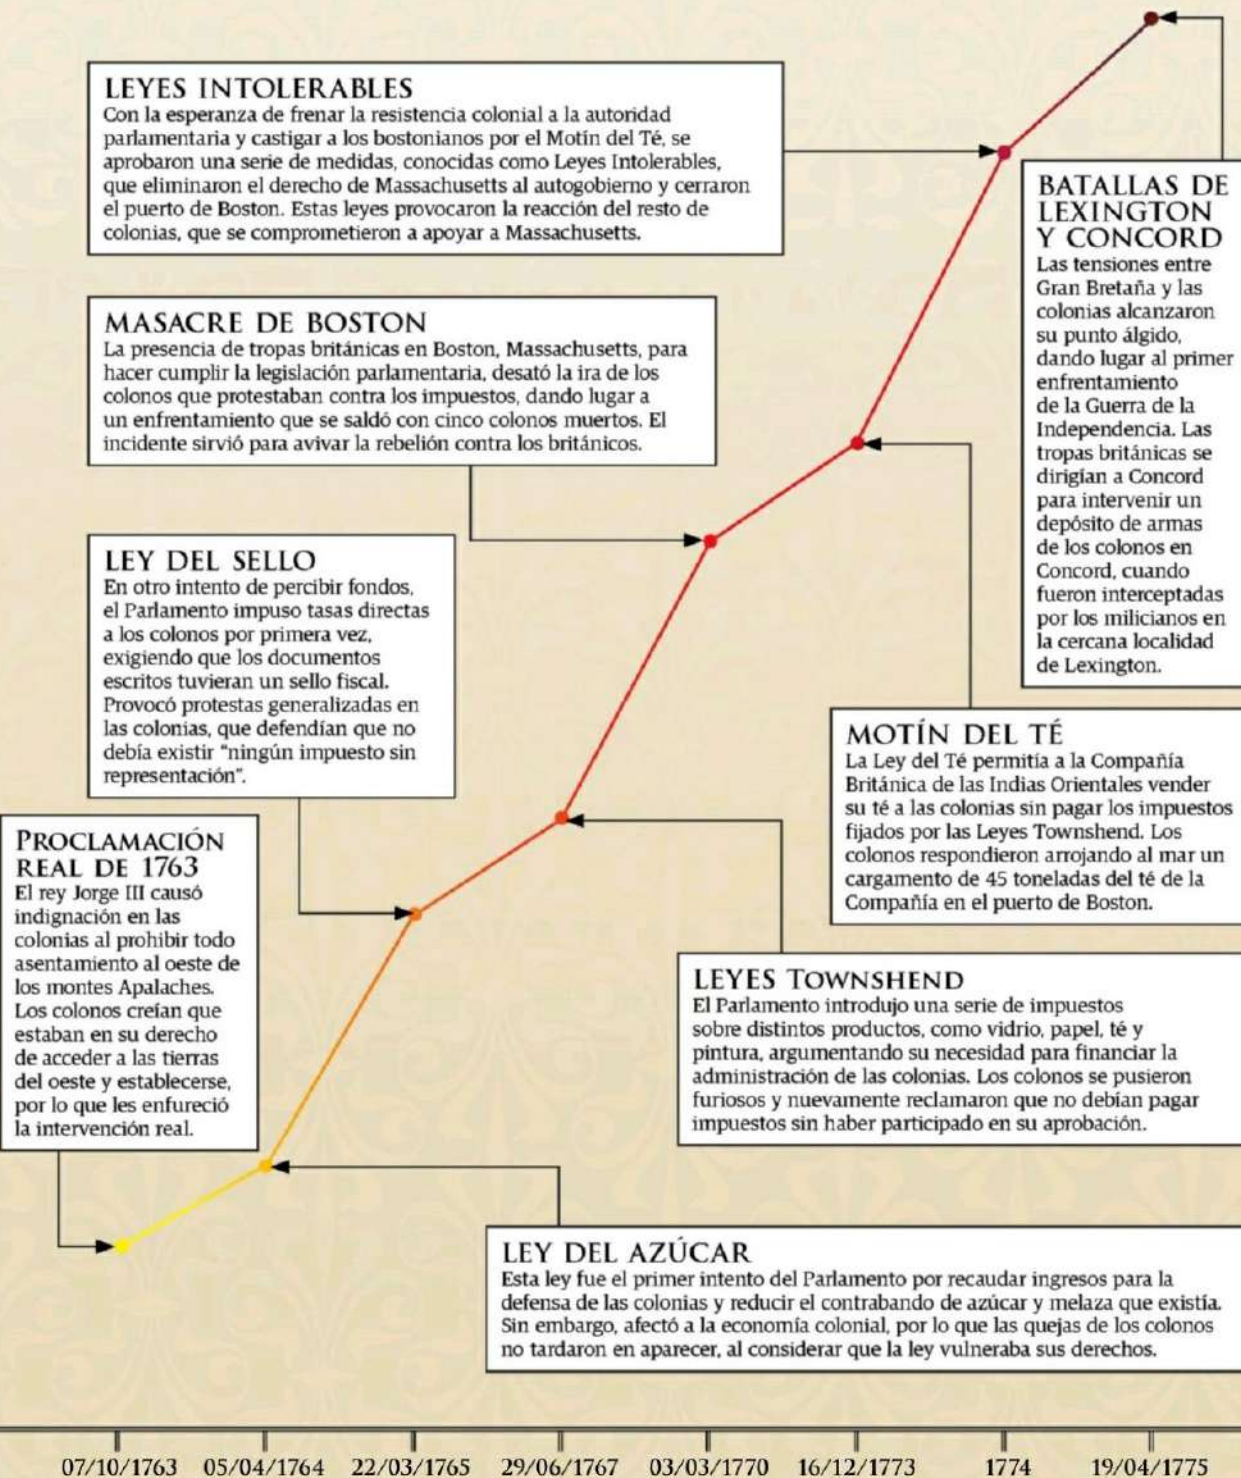 LEYES INTOLERABLES
Con la esperanza de frenar la resistencia colonial a la autoridad
parlamentaria y castigar a los bostonianos por el Motín del Té, se
aprobaron una serie de medidas, conocidas como Leyes Intolerables,
que eliminaron el derecho de Massachusetts al autogobierno y cerraron
el puerto de Boston. Estas leyes provocaron la reacción del resto de
colonias, que se comprometieron a apoyar a Massachusetts.
BATALLAS DE
LEXINGTON
Y CONCORD
Las tensiones entre
Gran Bretaña y las
colonias alcanzaron
su punto álgido,
dando lugar al primer
enfrentamiento
de la Guerra de la
Independencia. Las
tropas británicas se
dirigían a Concord
para intervenir un
depósito de armas
de los colonos en
Concord, cuando
fueron interceptadas
por los milicianos en
la cercana localidad
de Lexington.
MASACRE DE BOSTON
La presencia de tropas británicas en Boston, Massachusetts, para
hacer cumplir la legislación parlamentaria, desató la ira de los
colonos que protestaban contra los impuestos, dando lugar a
un enfrentamiento que se saldó con cinco colonos muertos. El
incidente sirvió para avivar la rebelión contra los británicos.
LEY DEL SELLO
En otro intento de percibir fondos,
el Parlamento impuso tasas directas
a los colonos por primera vez,
exigiendo que los documentos
escritos tuvieran un sello fiscal.
Provocó protestas generalizadas en
las colonias, que defendían que no
debía existir "ningún impuesto sin
representación".
MOTÍN DEL TÉ
La Ley del Té permitía a la Compañía
Británica de las Indias Orientales vender
su té a las colonias sin pagar los impuestos
fijados por las Leyes Townshend. Los
colonos respondieron arrojando al mar un
cargamento de 45 toneladas del té de la
Compañía en el puerto de Boston.
PROCLAMACIÓN
REAL DE 1763
El rey Jorge III causó
indignación en las
colonias al prohibir todo
asentamiento al oeste de
los montes Apalaches.
Los colonos creían que
estaban en su derecho
de acceder a las tierras
del oeste y establecerse,
por lo que les enfureció
la intervención real.
LEYES TOWNSHEND
El Parlamento introdujo una serie de impuestos
sobre distintos productos, como vidrio, papel, té y
pintura, argumentando su necesidad para financiar la
administración de las colonias. Los colonos se pusieron
furiosos y nuevamente reclamaron que no debían pagar
impuestos sin haber participado en su aprobación.
LEY DEL AZÚCAR
Esta ley fue el primer intento del Parlamento por recaudar ingresos para la
defensa de las colonias y reducir el contrabando de azúcar y melaza que existía.
Sin embargo, afectó a la economía colonial, por lo que las quejas de los colonos
no tardaron en aparecer, al considerar que la ley vulneraba sus derechos.
07/10/1763 05/04/1764 22/03/1765 29/06/1767 03/03/1770 16/12/1773 1774 19/04/1775